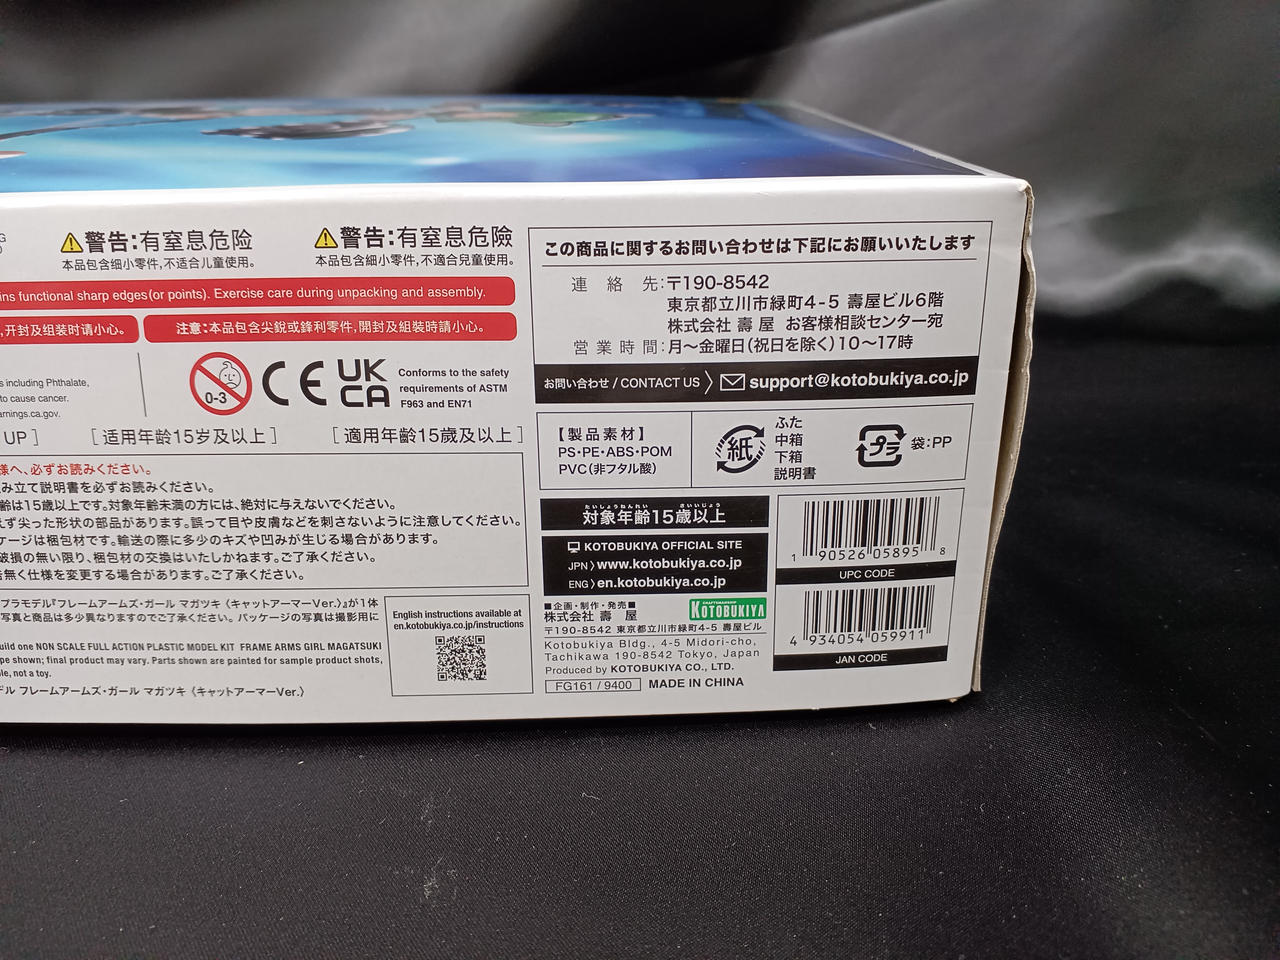 警告:有窒息危险
本品包含细小零件,不适合儿童使用。
警告:有窒息危險
本品包含細小零件,不適合兒童使用。
ins functional sharp edges(or points). Exercise care during unpacking and assembly.
,开封及组装时请小心。
注意:本品包含尖銳或鋒利零件,開封及組裝時請小心。
s including Phthalate,
to cause cancer.
arnings.ca.gov.
0-3
CE
UK
CA
Conforms to the safety
requirements of ASTM
F963 and EN71
UP]
[适用年龄15岁及以上]
[適用年齡15歲及以上]
様へ、必ずお読みください。
み立て説明書を必ずお読みください。
齢は15歳以上です。対象年齢未満の方には、絶対に与えないでください。
えず尖った形状の部品があります。誤って目や皮膚などを刺さないように注意してください。
ケージは梱包材です。輸送の際に多少のキズや凹みが生じる場合があります。
破損の無い限り、梱包材の交換はいたしかねます。ご了承ください。
告無く仕様を変更する場合があります。ご了承ください。
プラモデル『フレームアームズ・ガール マガツキ〈キャットアーマーVer.〉』が1体
写真と商品は多少異なりますのでご了承ください。パッケージの写真は撮影用に
uild one NON SCALE FULL ACTION PLASTIC MODEL KIT FRAME ARMS GIRL MAGATSUKI
pe shown; final product may vary. Parts shown are painted for sample product shots,
ble, not a toy.
デル フレームアームズ・ガール マガツキ〈キャットアーマーVer.〉
English instructions available at
en.kotobukiya.co.jp/instructions
この商品に関するお問い合わせは下記にお願いいたします
連絡先:〒190-8542
東京都立川市緑町4-5 壽屋ビル6階
株式会社 壽屋 お客様相談センター宛
営業時間:月〜金曜日(祝日を除く)10〜17時
お問い合わせ / CONTACT US 〉 support@kotobukiya.co.jp
【製品素材】
PS・PE・ABS・POM
PVC(非フタル酸)
紙
ふた
中箱
下箱
説明書
プラ
袋:PP
たいしょうねんれい さいいじょう
対象年齢15歳以上
KOTOBUKIYA OFFICIAL SITE
JPN 〉www.kotobukiya.co.jp
ENG 〉en.kotobukiya.co.jp
■企画・制作・発売■
株式会社 壽屋
CRAFTSMANSHIP
KOTOBUKIYA
〒190-8542 東京都立川市緑町4-5 壽屋ビル
Kotobukiya Bldg., 4-5 Midori-cho,
Tachikawa 190-8542 Tokyo, Japan
Produced by KOTOBUKIYA CO., LTD.
FG161 / 9400
MADE IN CHINA
1 90526 05895 8
UPC CODE
4 934054 059911
JAN CODE